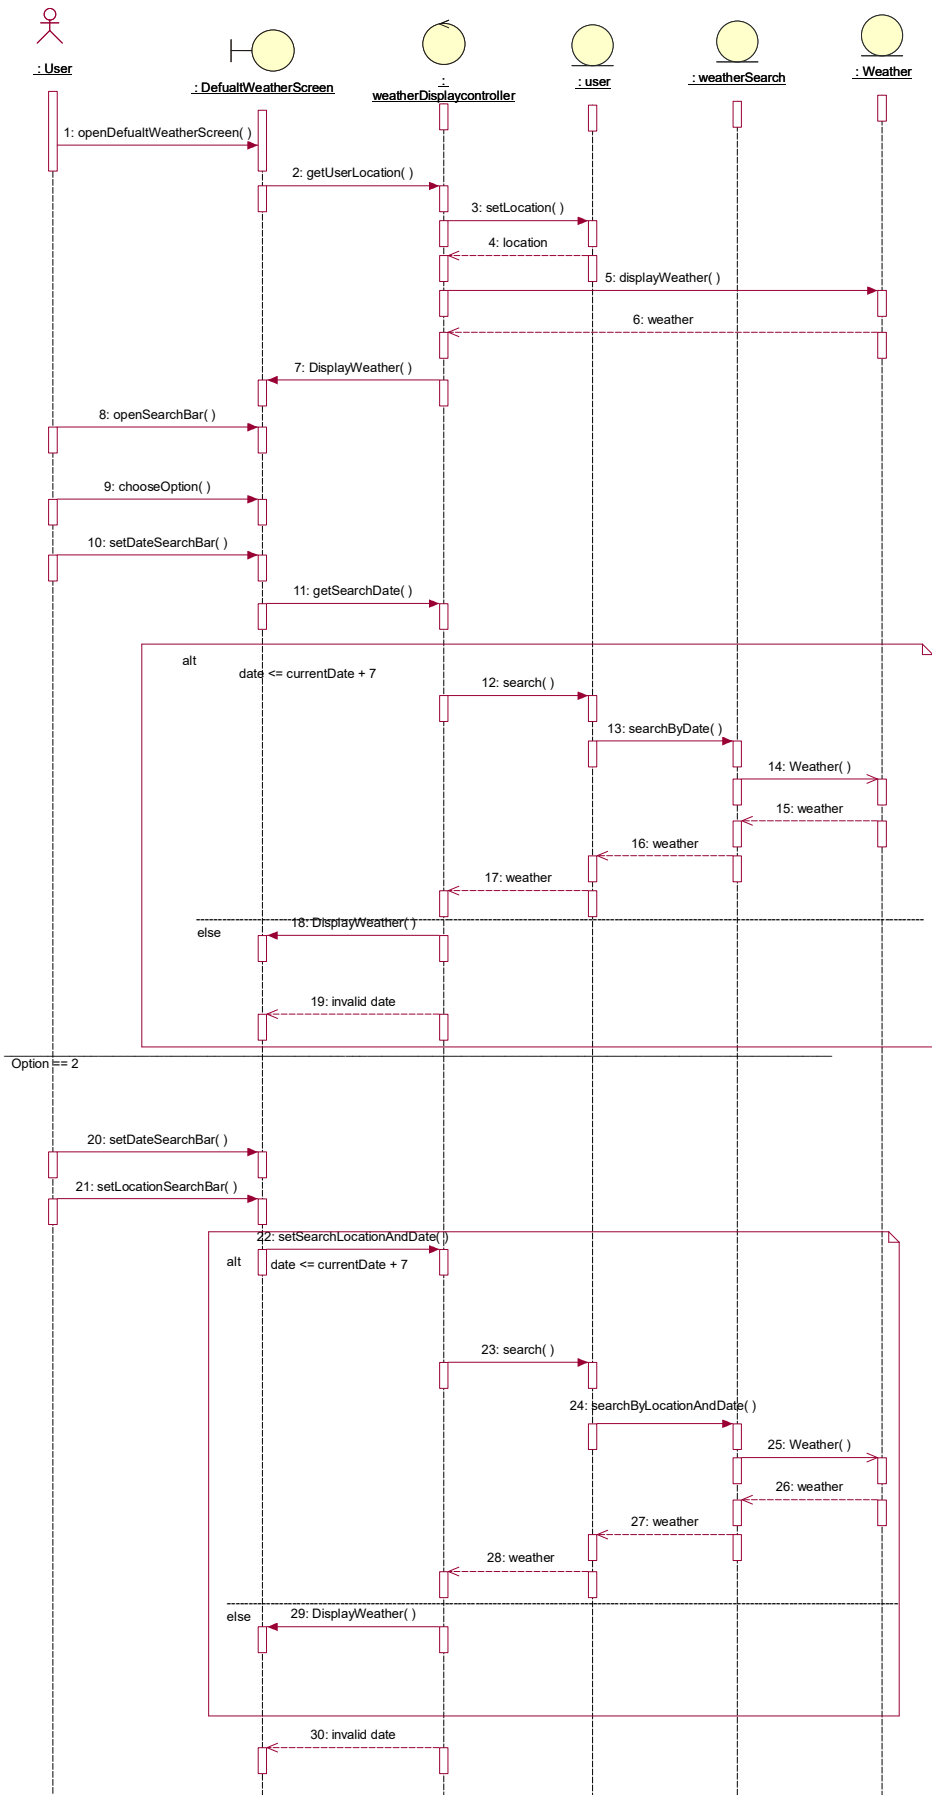 : User
: DefualtWeatherScreen
:
weatherDisplaycontroller
: user
: weatherSearch
: Weather
1: openDefualtWeatherScreen( )
2: getUserLocation( )
3: setLocation( )
4: location
5: displayWeather( )
6: weather
7: DisplayWeather( )
8: openSearchBar( )
9: chooseOption( )
10: setDateSearchBar( )
11: getSearchDate( )
alt
date <= currentDate + 7
12: search( )
13: searchByDate( )
14: Weather( )
15: weather
16: weather
17: weather
18: DisplayWeather( )
else
19: invalid date
Option == 2
20: setDateSearchBar( )
21: setLocationSearchBar( )
22: setSearchLocationAndDate( )
alt
date <= currentDate + 7
23: search( )
24: searchByLocationAndDate( )
25: Weather( )
26: weather
27: weather
28: weather
29: DisplayWeather( )
else
30: invalid date